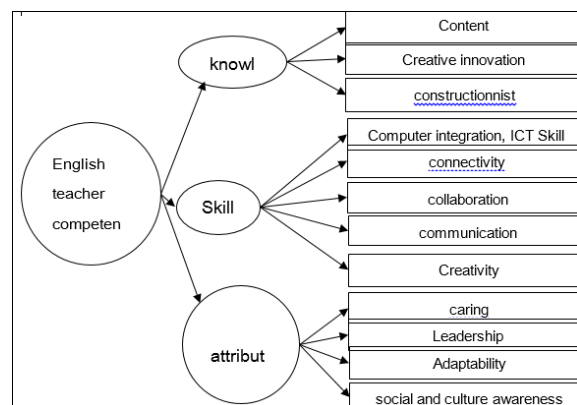 English
teacher
competen
knowl
Content
Creative innovation
constructionnist
Skill
Computer integration, ICT Skill
connectivity
collaboration
communication
Creativity
attribut
caring
Leadership
Adaptability
social and culture awareness